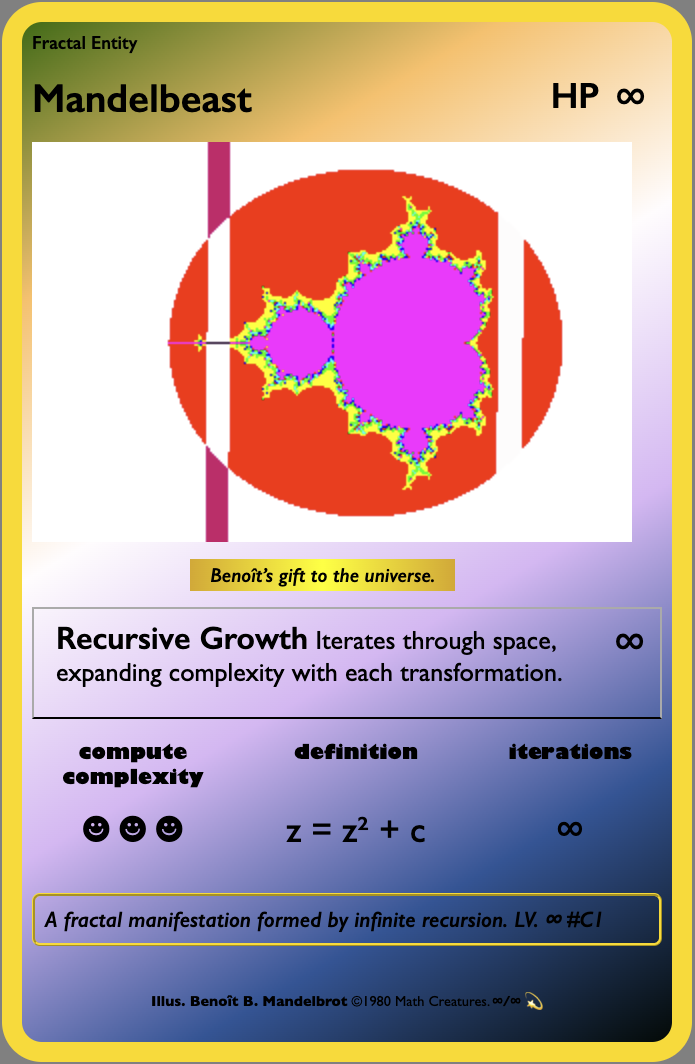 Fractal Entity
Mandelbeast HP ∞
Benoît’s gift to the universe.
Recursive Growth Iterates through space, ∞
expanding complexity with each transformation.
compute definition iterations
complexity
☻☻☻ z = z² + c ∞
A fractal manifestation formed by infinite recursion. LV. ∞ #C1
Illus. Benoît B. Mandelbrot ©1980 Math Creatures. ∞/∞ 💫